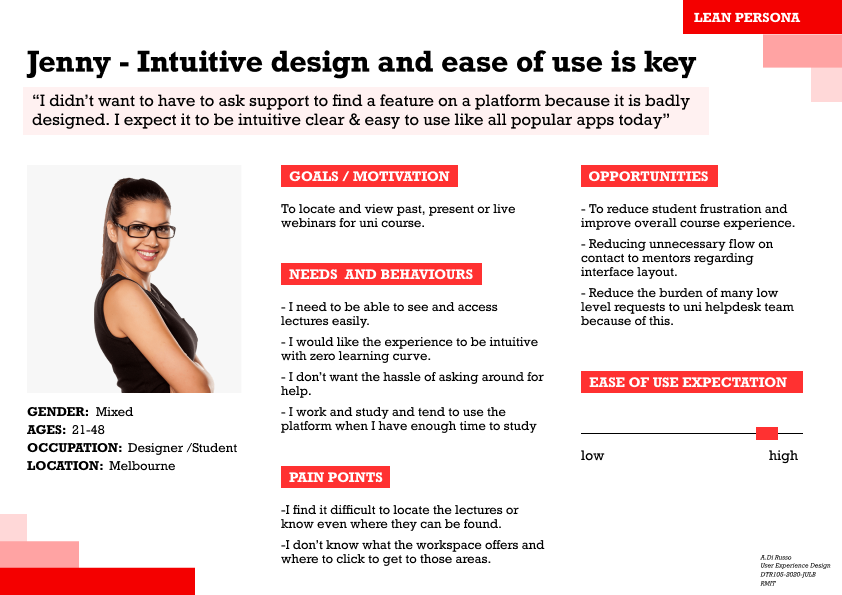 LEAN PERSONA
Jenny - Intuitive design and ease of use is key
“I didn’t want to have to ask support to find a feature on a platform because it is badly
designed. I expect it to be intuitive clear & easy to use like all popular apps today”
GENDER: Mixed
AGES: 21-48
OCCUPATION: Designer /Student
LOCATION: Melbourne
GOALS / MOTIVATION
To locate and view past, present or live
webinars for uni course.
NEEDS AND BEHAVIOURS
- I need to be able to see and access
lectures easily.
- I would like the experience to be intuitive
with zero learning curve.
- I don’t want the hassle of asking around for
help.
- I work and study and tend to use the
platform when I have enough time to study
PAIN POINTS
-I find it difficult to locate the lectures or
know even where they can be found.
-I don’t know what the workspace offers and
where to click to get to those areas.
OPPORTUNITIES
- To reduce student frustration and
improve overall course experience.
- Reducing unnecessary flow on
contact to mentors regarding
interface layout.
- Reduce the burden of many low
level requests to uni helpdesk team
because of this.
EASE OF USE EXPECTATION
low high
A.Di Russo
User Experience Design
DTR105-2020-JULB
RMIT